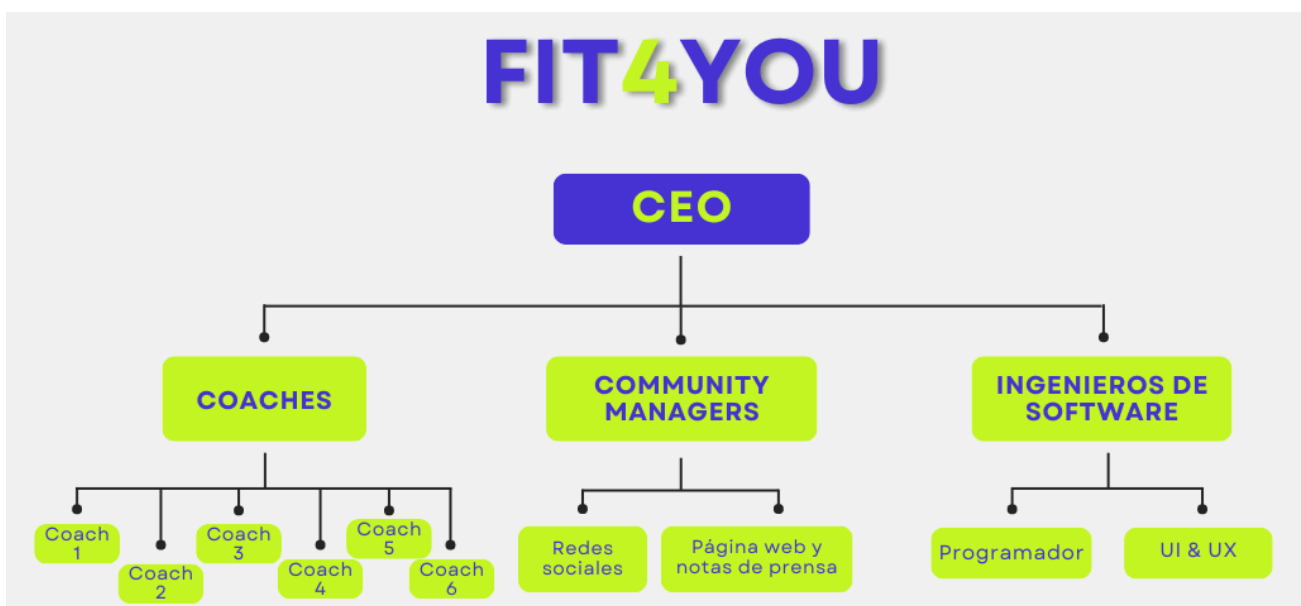 FIT4YOU
CEO
COACHES
COMMUNITY
MANAGERS
INGENIEROS DE
SOFTWARE
Coach
1
Coach
2
Coach
3
Coach
4
Coach
5
Coach
6
Redes
sociales
Página web y
notas de prensa
Programador
UI & UX